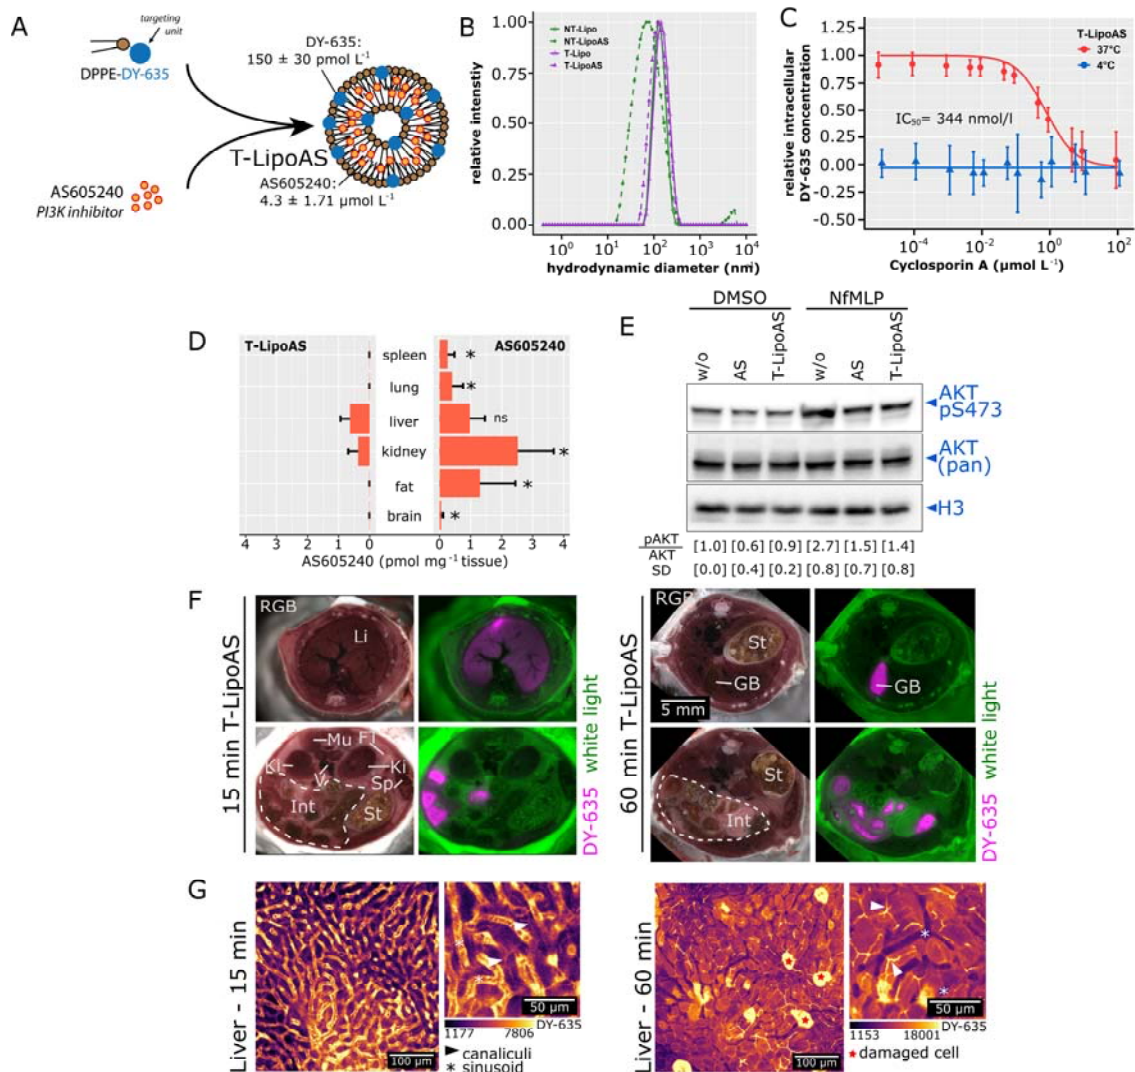 A
targeting
unit
DPPE-DY-635
DY-635:
150 ± 30 pmol L⁻¹
T-LipoAS
AS605240:
4.3 ± 1.71 µmol L⁻¹
AS605240
PI3K inhibitor
B
NT-Lipo
NT-LipoAS
T-Lipo
T-LipoAS
relative intenstiy
1.00
0.75
0.50
0.25
0.00
10⁰ 10¹ 10² 10³ 10⁴
hydrodynamic diameter (nm)
C
T-LipoAS
37°C
4°C
relative intracellular
DY-635 concentration
1.00
0.75
0.50
0.25
0.00
-0.25
-0.50
IC₅₀= 344 nmol/l
10⁻⁴ 10⁻² 10⁰ 10²
Cyclosporin A (µmol L⁻¹)
D
T-LipoAS AS605240
spleen *
lung *
liver ns
kidney *
fat *
brain *
4 3 2 1 0 0 1 2 3 4
AS605240 (pmol mg⁻¹ tissue)
E
DMSO NfMLP
w/o AS T-LipoAS w/o AS T-LipoAS
AKT
pS473
AKT
(pan)
H3
pAKT
AKT
[1.0] [0.6] [0.9] [2.7] [1.5] [1.4]
SD [0.0] [0.4] [0.2] [0.8] [0.7] [0.8]
F
15 min T-LipoAS
RGB
Li
Mu
Ki
Sp
Int
St
DY-635 white light
60 min T-LipoAS
RGB
St
GB
5 mm
GB
St
Int
DY-635 white light
G
Liver - 15 min
100 µm
50 µm
1177 7806 DY-635
canaliculi
* sinusoid
Liver - 60 min
100 µm
50 µm
1153 18001 DY-635
damaged cell